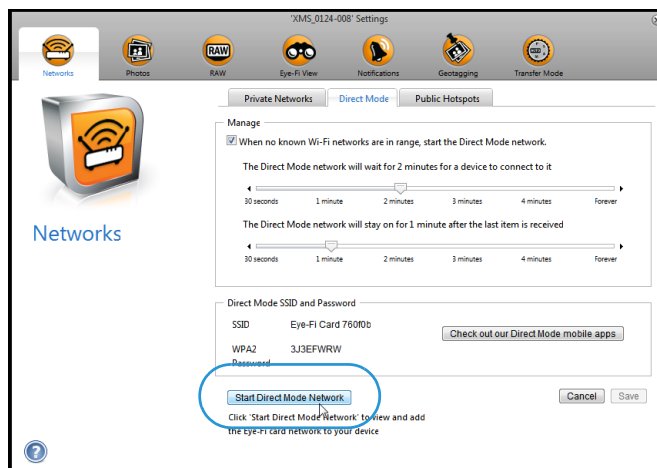 'XMS_0124-008' Settings
Networks
Photos
RAW
RAW
Eye-Fi View
Notifications
Geotagging
Transfer Mode
Private Networks
Direct Mode
Public Hotspots
Networks
Manage
When no known Wi-Fi networks are in range, start the Direct Mode network.
The Direct Mode network will wait for 2 minutes for a device to connect to it
30 seconds 1 minute 2 minutes 3 minutes 4 minutes Forever
The Direct Mode network will stay on for 1 minute after the last item is received
30 seconds 1 minute 2 minutes 3 minutes 4 minutes Forever
Direct Mode SSID and Password
SSID Eye-Fi Card 760f0b
Check out our Direct Mode mobile apps
WPA2 3J3EFWRW
Password
Start Direct Mode Network
Cancel Save
Click 'Start Direct Mode Network' to view and add
the Eye-Fi card network to your device
?